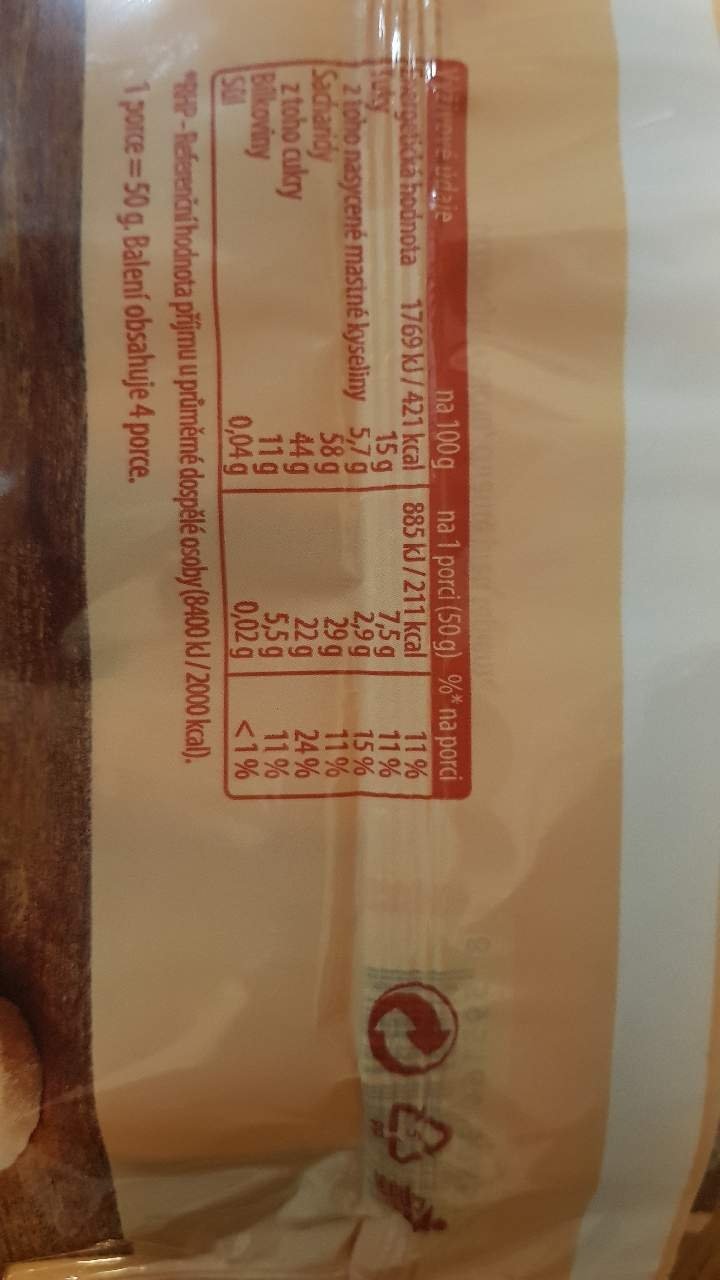 Výživové údaje na 100g na 1 porci (50 g) %* na porci
Energetická hodnota 1769 kJ / 421 kcal 885 kJ / 211 kcal 11 %
Tuky 15 g 7,5 g 11 %
z toho nasycené mastné kyseliny 5,7 g 2,9 g 15 %
Sacharidy 58 g 29 g 11 %
z toho cukry 44 g 22 g 24 %
Bílkoviny 11 g 5,5 g 11 %
Sůl 0,04 g 0,02 g <1 %
*RHP - Referenční hodnota příjmu u průměrné dospělé osoby (8400 kJ / 2000 kcal).
1 porce = 50 g. Balení obsahuje 4 porce.